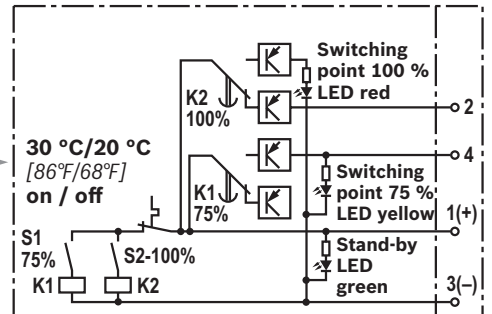 Switching
point 100 %
LED red
K2
100%
2
30 °C/20 °C
[86°F/68°F]
on / off
4
Switching
point 75 %
LED yellow
K1
75%
1(+)
S1
75%
S2-100%
Stand-by
LED
green
K1
K2
3(–)